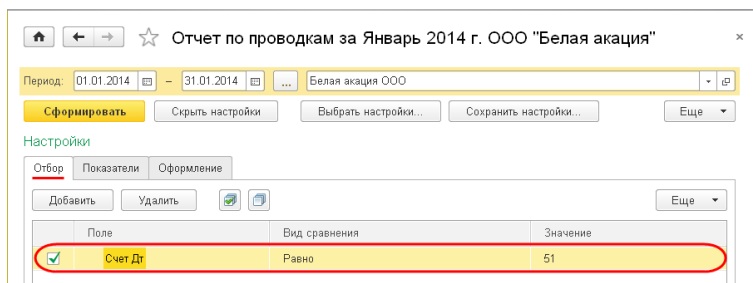 Отчет по проводкам за Январь 2014 г. ООО "Белая акация"
Период: 01.01.2014 – 31.01.2014 ... Белая акация ООО
Сформировать Скрыть настройки Выбрать настройки... Сохранить настройки... Еще
Настройки
Отбор Показатели Оформление
Добавить Удалить Еще
Поле Вид сравнения Значение
Счет Дт Равно 51